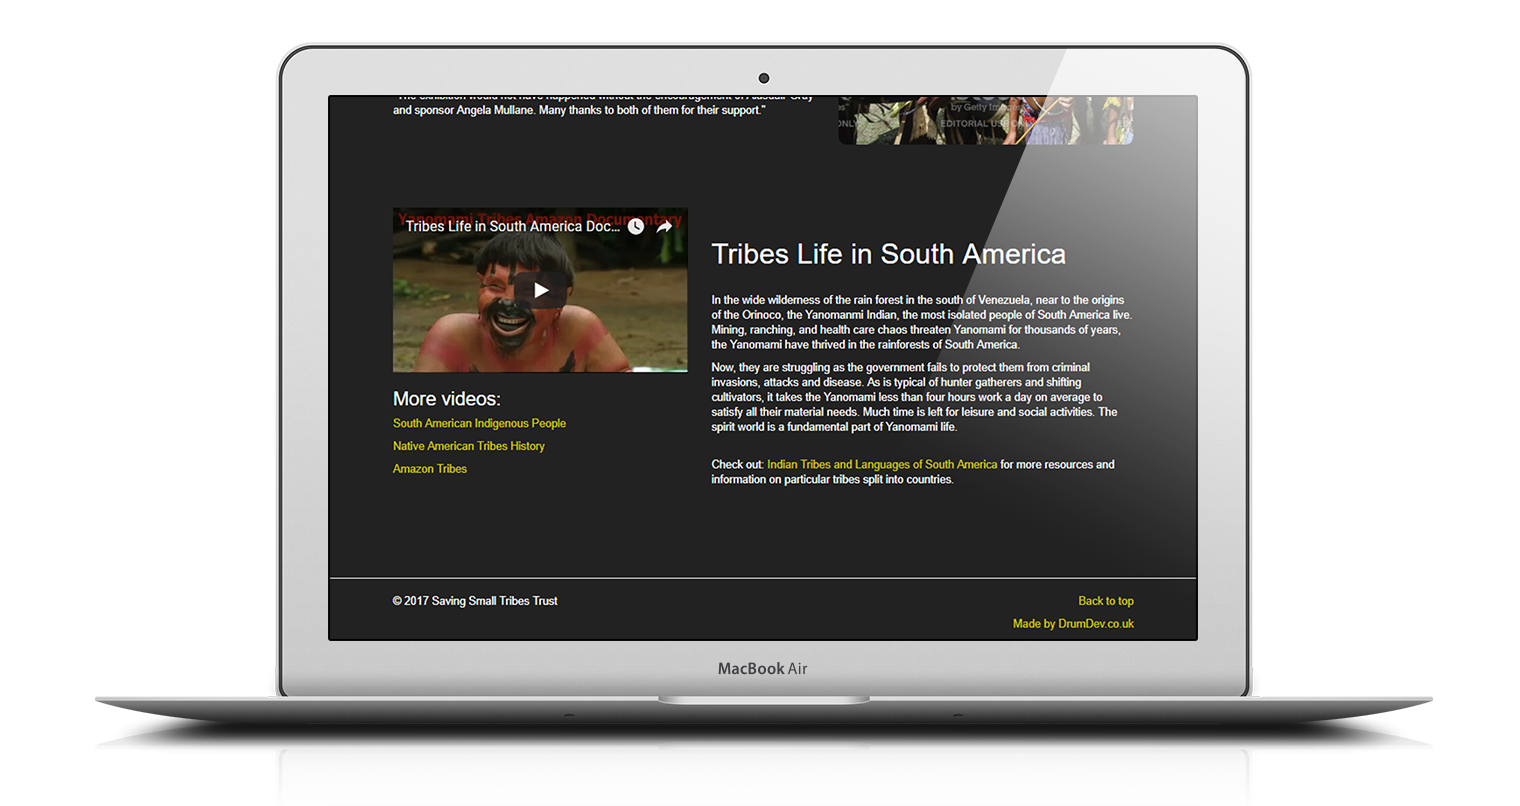 "The exhibition would not have happened without the encouragement of Alasdair Gray
and sponsor Angela Mullane. Many thanks to both of them for their support."
by Getty Images
EDITORIAL USE ONLY
Yanomami Tribes Amazon Documentary
Tribes Life in South America Doc...
Tribes Life in South America
In the wide wilderness of the rain forest in the south of Venezuela, near to the origins
of the Orinoco, the Yanomanmi Indian, the most isolated people of South America live.
Mining, ranching, and health care chaos threaten Yanomami for thousands of years,
the Yanomami have thrived in the rainforests of South America.
Now, they are struggling as the government fails to protect them from criminal
invasions, attacks and disease. As is typical of hunter gatherers and shifting
cultivators, it takes the Yanomami less than four hours work a day on average to
satisfy all their material needs. Much time is left for leisure and social activities. The
spirit world is a fundamental part of Yanomami life.
Check out: Indian Tribes and Languages of South America for more resources and
information on particular tribes split into countries.
More videos:
South American Indigenous People
Native American Tribes History
Amazon Tribes
© 2017 Saving Small Tribes Trust
Back to top
Made by DrumDev.co.uk
MacBook Air